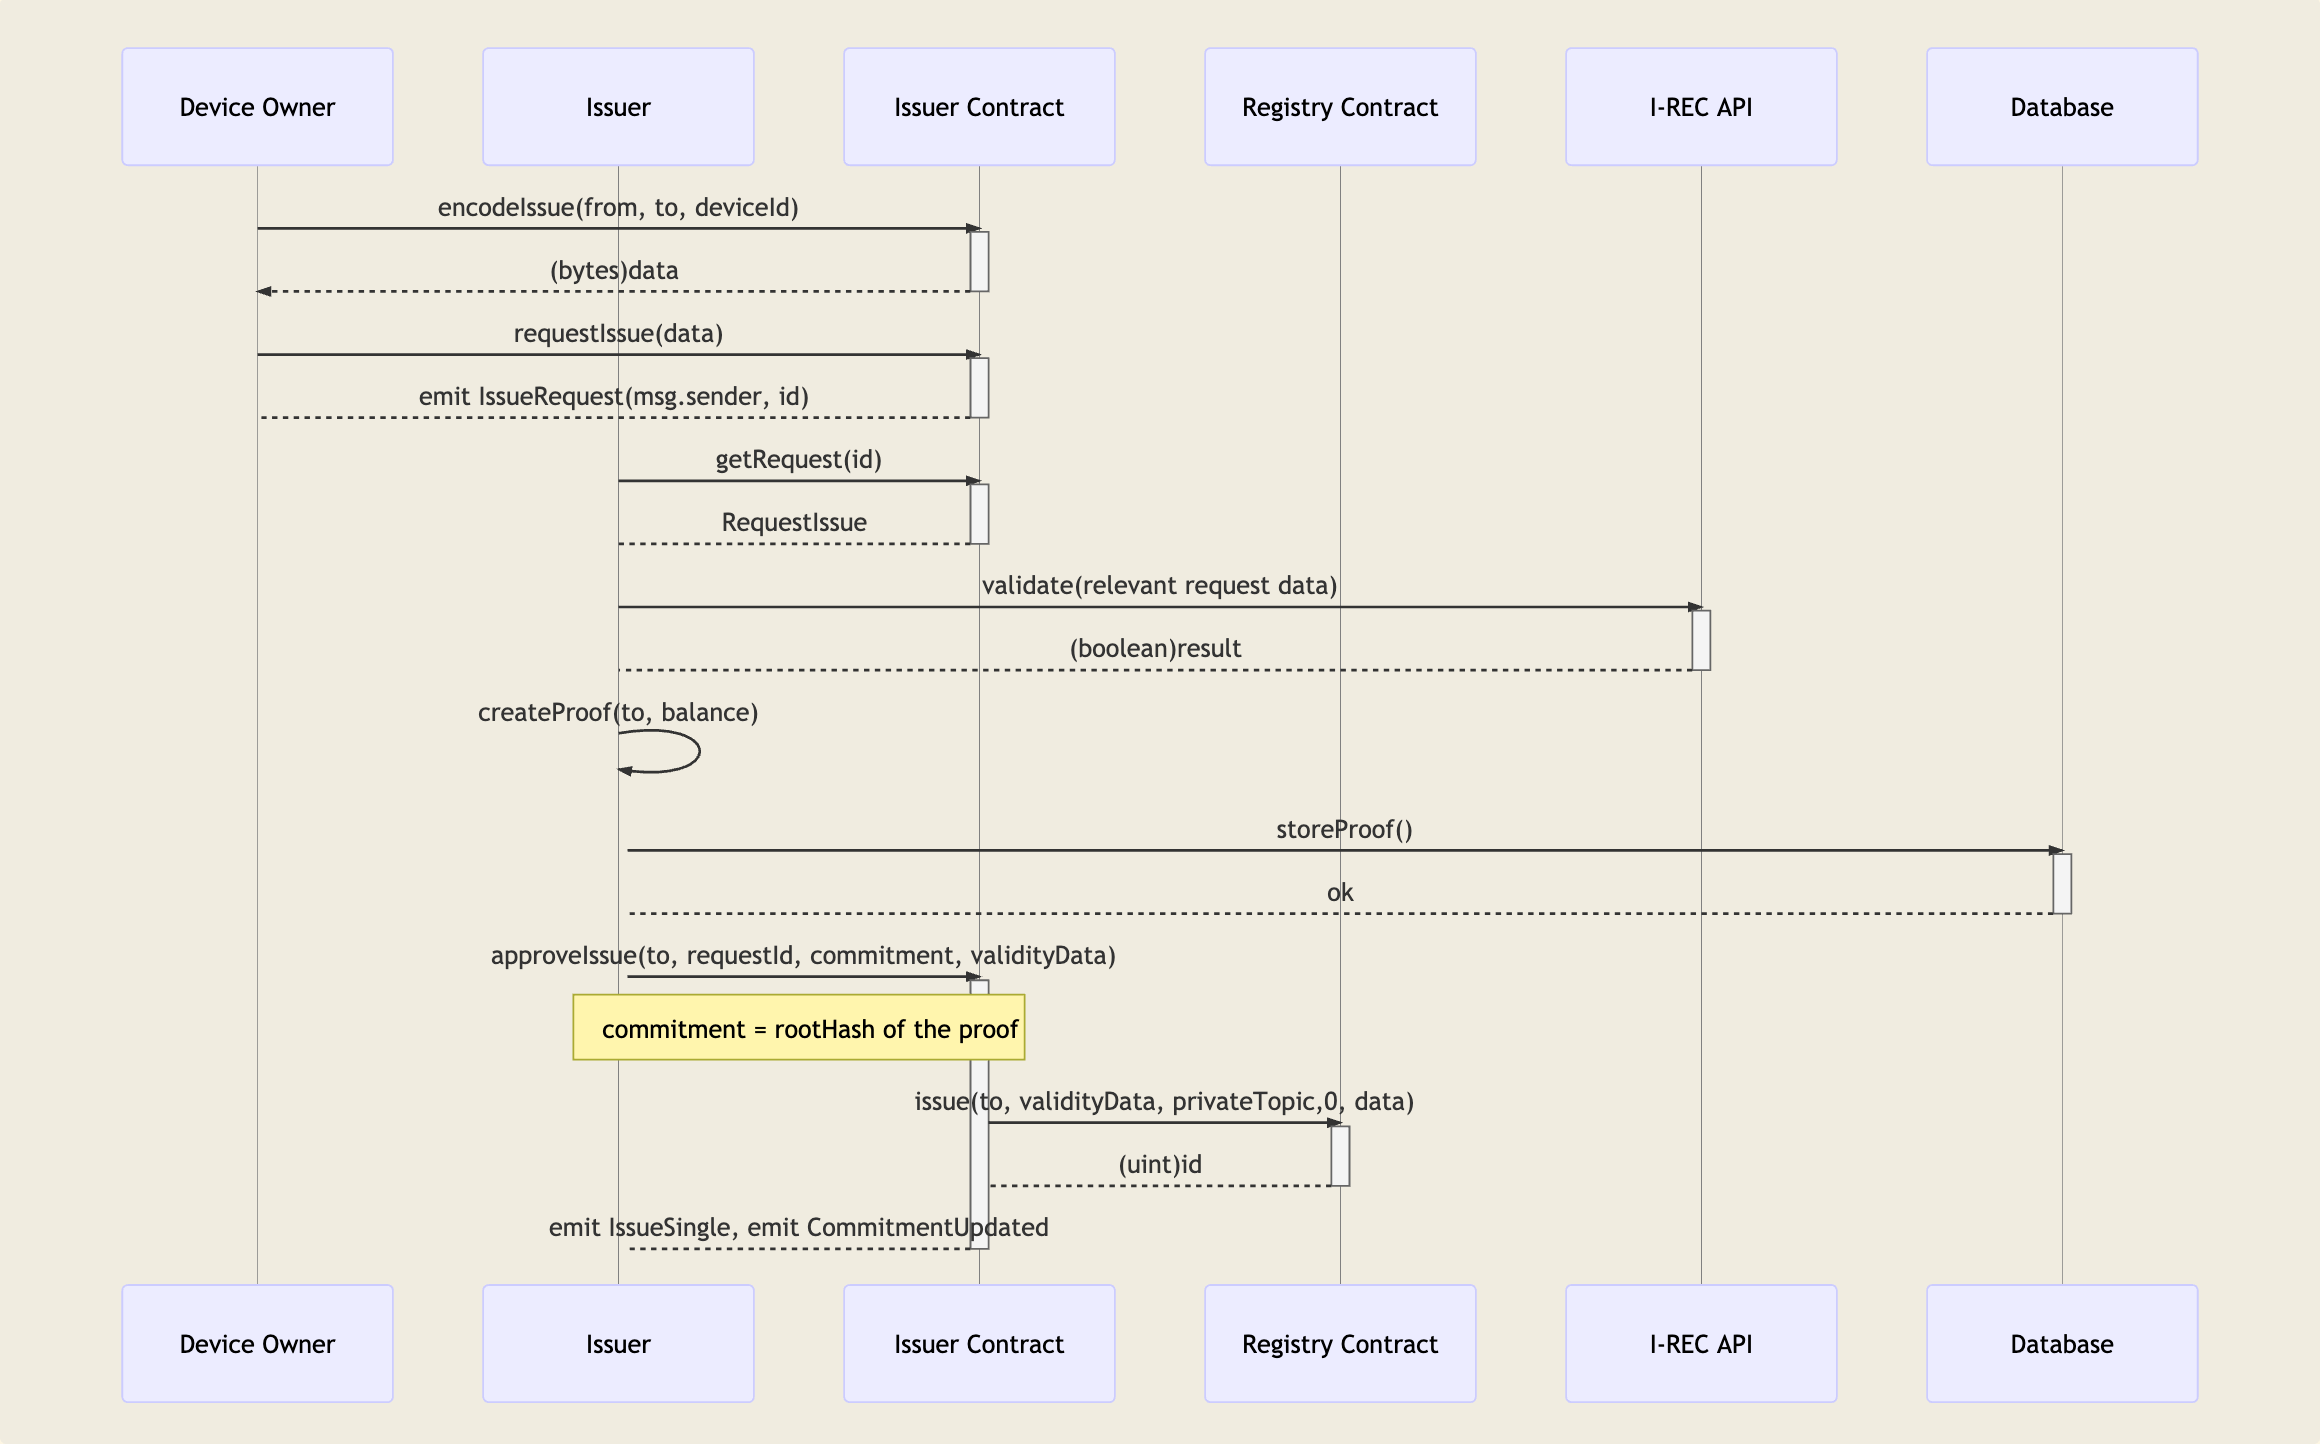 Device Owner
Issuer
Issuer Contract
Registry Contract
I-REC API
Database
encodeIssue(from, to, deviceId)
(bytes)data
requestIssue(data)
emit IssueRequest(msg.sender, id)
getRequest(id)
RequestIssue
validate(relevant request data)
(boolean)result
createProof(to, balance)
storeProof()
ok
approveIssue(to, requestId, commitment, validityData)
commitment = rootHash of the proof
issue(to, validityData, privateTopic,0, data)
(uint)id
emit IssueSingle, emit CommitmentUpdated
Device Owner
Issuer
Issuer Contract
Registry Contract
I-REC API
Database